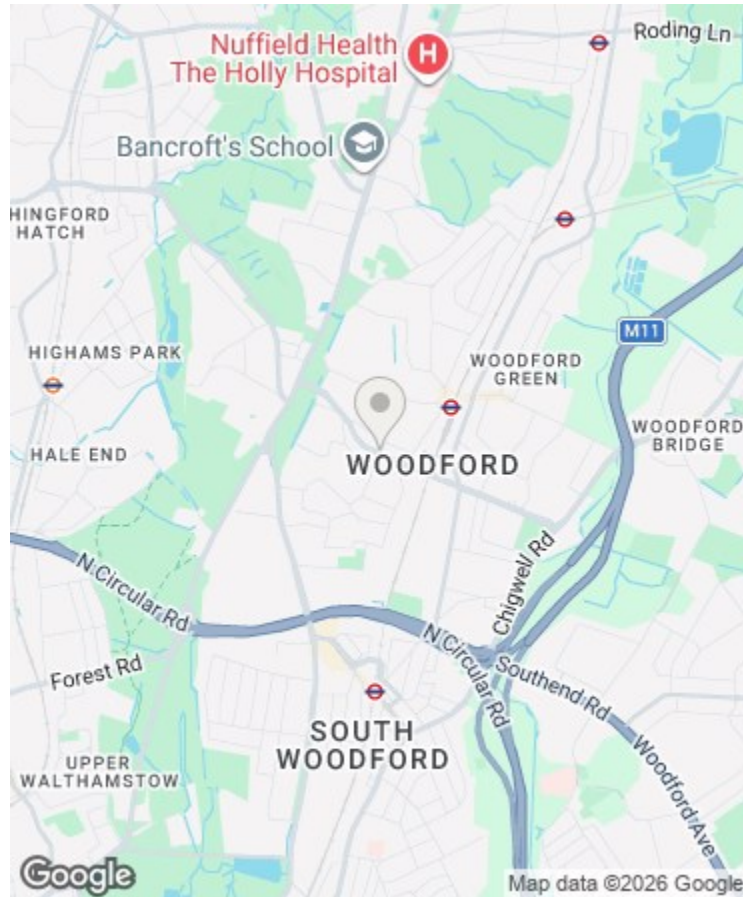 Roding Ln
Nuffield Health
The Holly Hospital
H
Bancroft's School
HINGFORD
HATCH
M11
HIGHAMS PARK
WOODFORD
GREEN
WOODFORD
BRIDGE
HALE END
WOODFORD
Chigwell Rd
N Circular Rd
N Circular Rd
Southend Rd
Forest Rd
Woodford Ave
SOUTH
WOODFORD
UPPER
WALTHAMSTOW
Google
Map data ©2026 Google